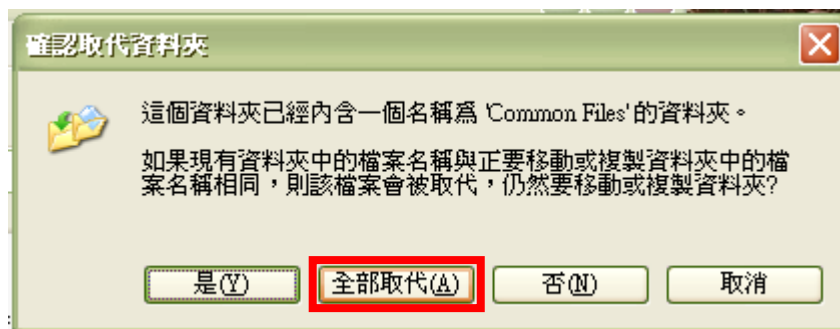 確認取代資料夾
這個資料夾已經內含一個名稱為 'Common Files' 的資料夾。
如果現有資料夾中的檔案名稱與正要移動或複製資料夾中的檔
案名稱相同，則該檔案會被取代，仍然要移動或複製資料夾?
是(Y) 全部取代(A) 否(N) 取消